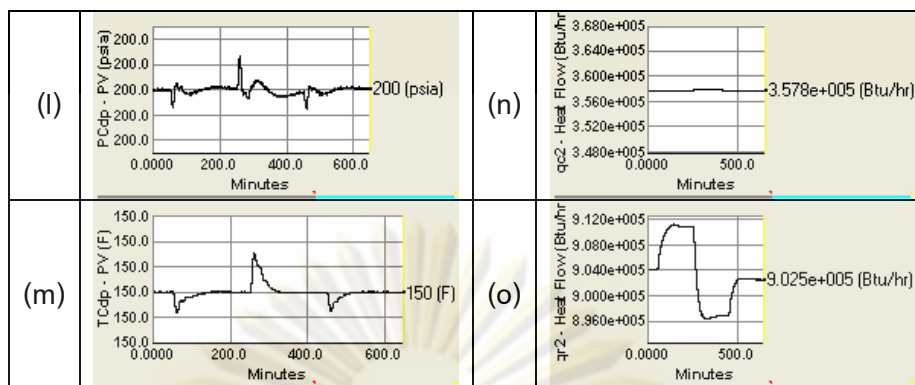 (l)
PCdp - PV (psia)
200.0
200.0
200.0
200.0
200.0
0.0000 200.0 400.0 600.0
Minutes
200 (psia)
(n)
qc2 - Heat Flow (Btu/hr
3.680e+005
3.640e+005
3.600e+005
3.560e+005
3.520e+005
3.480e+005
0.0000 500.0
Minutes
3.578e+005 (Btu/hr)
(m)
TCdp - PV (F)
150.0
150.0
150.0
150.0
150.0
150.0
0.0000 200.0 400.0 600.0
Minutes
150 (F)
(o)
qr2 - Heat Flow (Btu/hr
9.120e+005
9.080e+005
9.040e+005
9.000e+005
8.960e+005
0.0000 500.0
Minutes
9.025e+005 (Btu/hr)